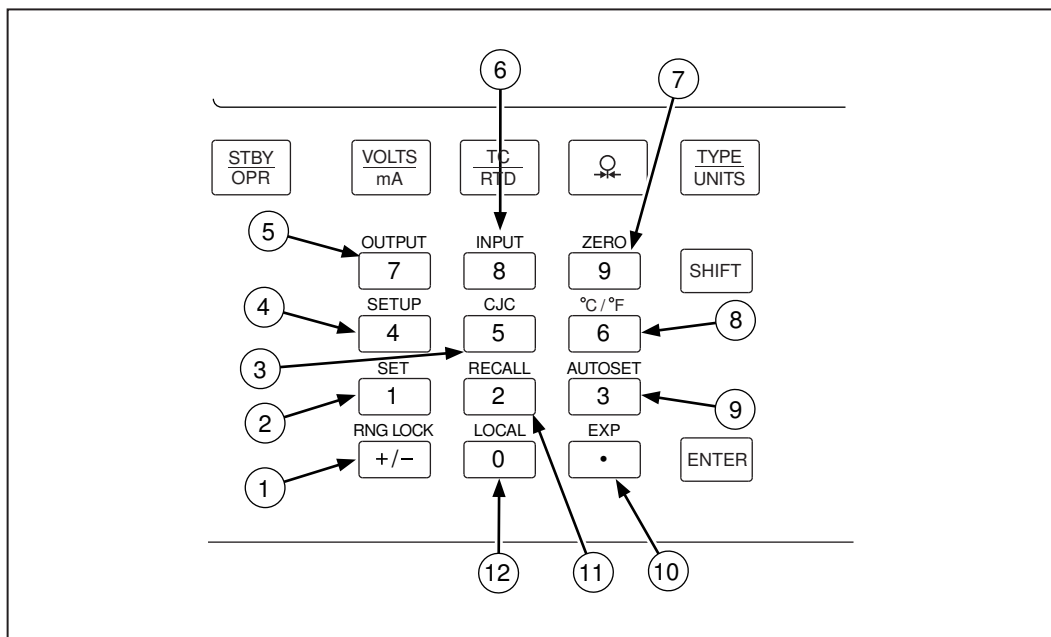 6
7
STBY
OPR
VOLTS
mA
TC
RTD
TYPE
UNITS
5
OUTPUT
7
INPUT
8
ZERO
9
SHIFT
4
SETUP
4
CJC
5
°C / °F
6
8
3
SET
1
RECALL
2
AUTOSET
3
9
2
RNG LOCK
+/−
LOCAL
0
EXP
•
ENTER
1
12
11
10